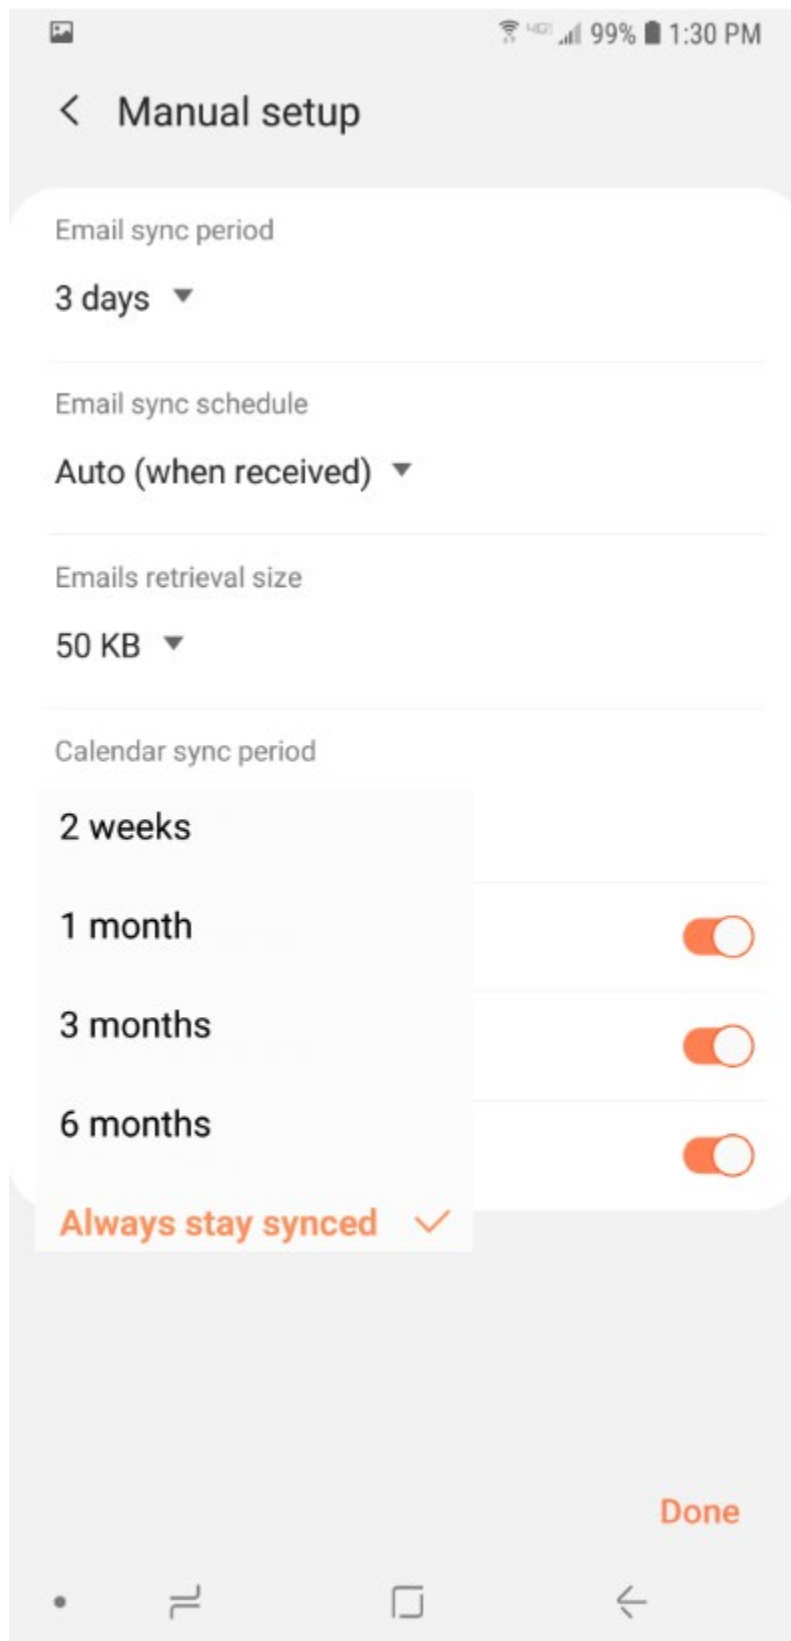 4G 99% 1:30 PM
Manual setup
Email sync period
3 days
Email sync schedule
Auto (when received)
Emails retrieval size
50 KB
Calendar sync period
2 weeks
1 month
3 months
6 months
Always stay synced
Done